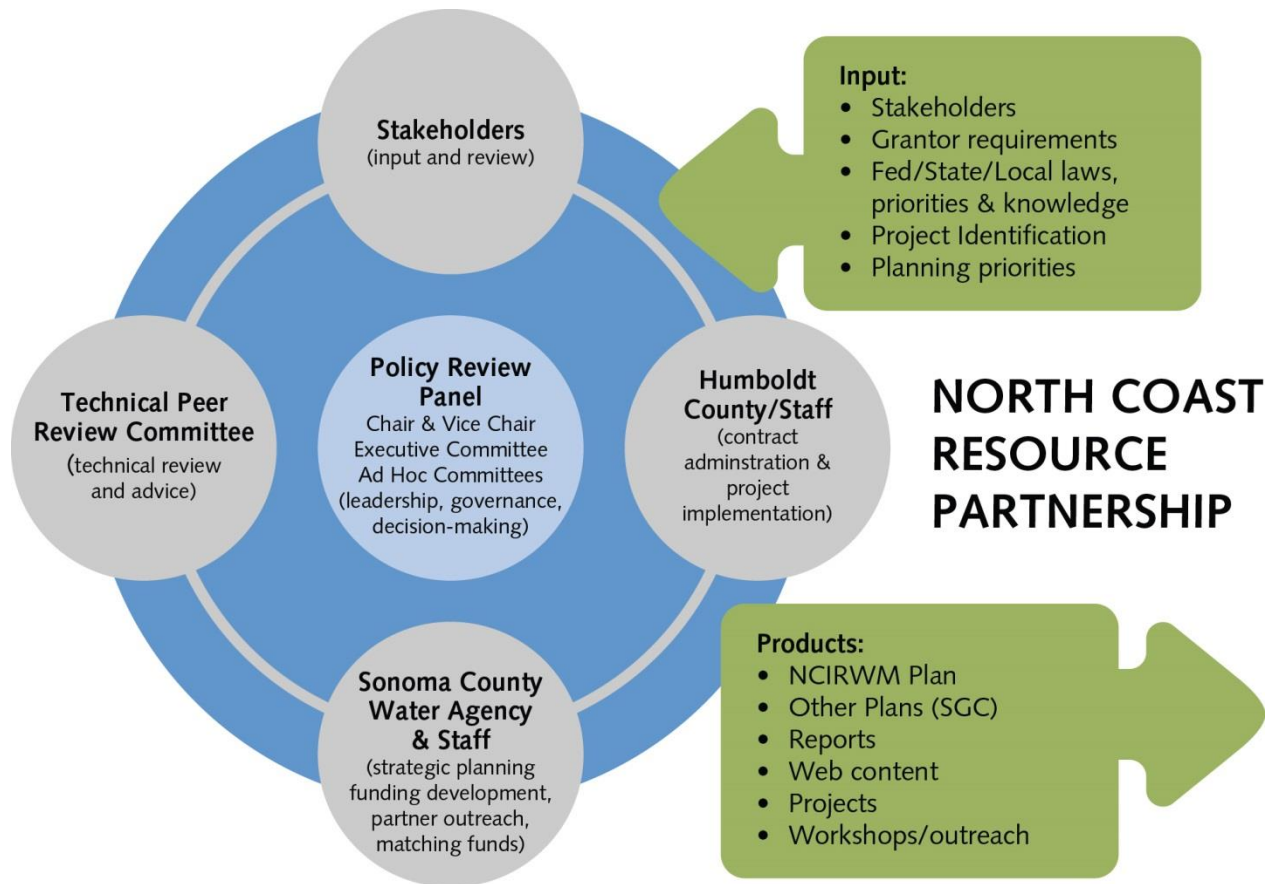 Stakeholders
(input and review)
Input:
• Stakeholders
• Grantor requirements
• Fed/State/Local laws,
priorities & knowledge
• Project Identification
• Planning priorities
Technical Peer
Review Committee
(technical review
and advice)
Policy Review
Panel
Chair & Vice Chair
Executive Committee
Ad Hoc Committees
(leadership, governance,
decision-making)
Humboldt
County/Staff
(contract
adminstration &
project
implementation)
NORTH COAST
RESOURCE
PARTNERSHIP
Sonoma County
Water Agency
& Staff
(strategic planning
funding development,
partner outreach,
matching funds)
Products:
• NCIRWM Plan
• Other Plans (SGC)
• Reports
• Web content
• Projects
• Workshops/outreach